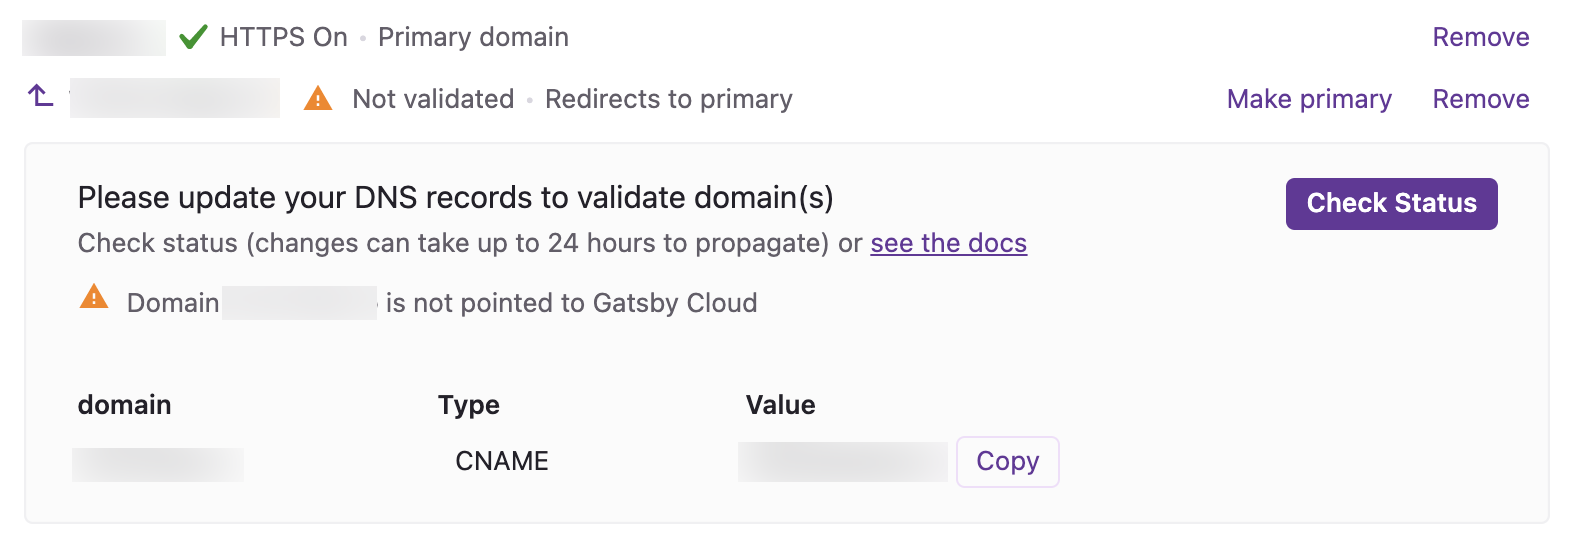 HTTPS On • Primary domain Remove
Not validated • Redirects to primary Make primary Remove
Please update your DNS records to validate domain(s)
Check Status
Check status (changes can take up to 24 hours to propagate) or see the docs
Domain is not pointed to Gatsby Cloud
domain Type Value
CNAME Copy